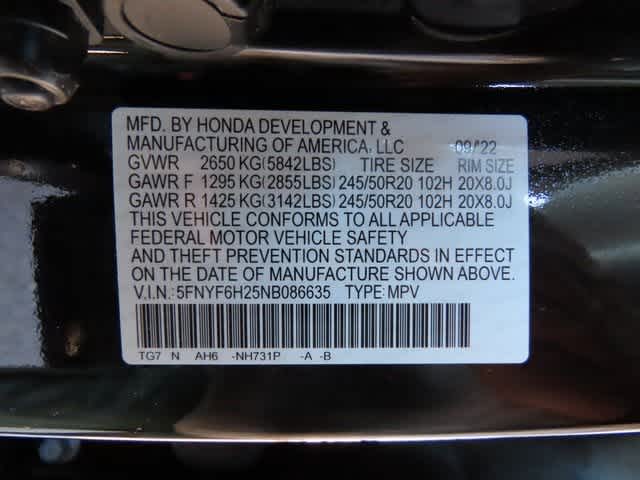 MFD. BY HONDA DEVELOPMENT &
MANUFACTURING OF AMERICA, LLC 09/22
GVWR 2650 KG(5842LBS) TIRE SIZE RIM SIZE
GAWR F 1295 KG(2855LBS) 245/50R20 102H 20X8.0J
GAWR R 1425 KG(3142LBS) 245/50R20 102H 20X8.0J
THIS VEHICLE CONFORMS TO ALL APPLICABLE
FEDERAL MOTOR VEHICLE SAFETY
AND THEFT PREVENTION STANDARDS IN EFFECT
ON THE DATE OF MANUFACTURE SHOWN ABOVE.
V.I.N.:5FNYF6H25NB086635 TYPE:MPV
TG7 N AH6 -NH731P -A -B